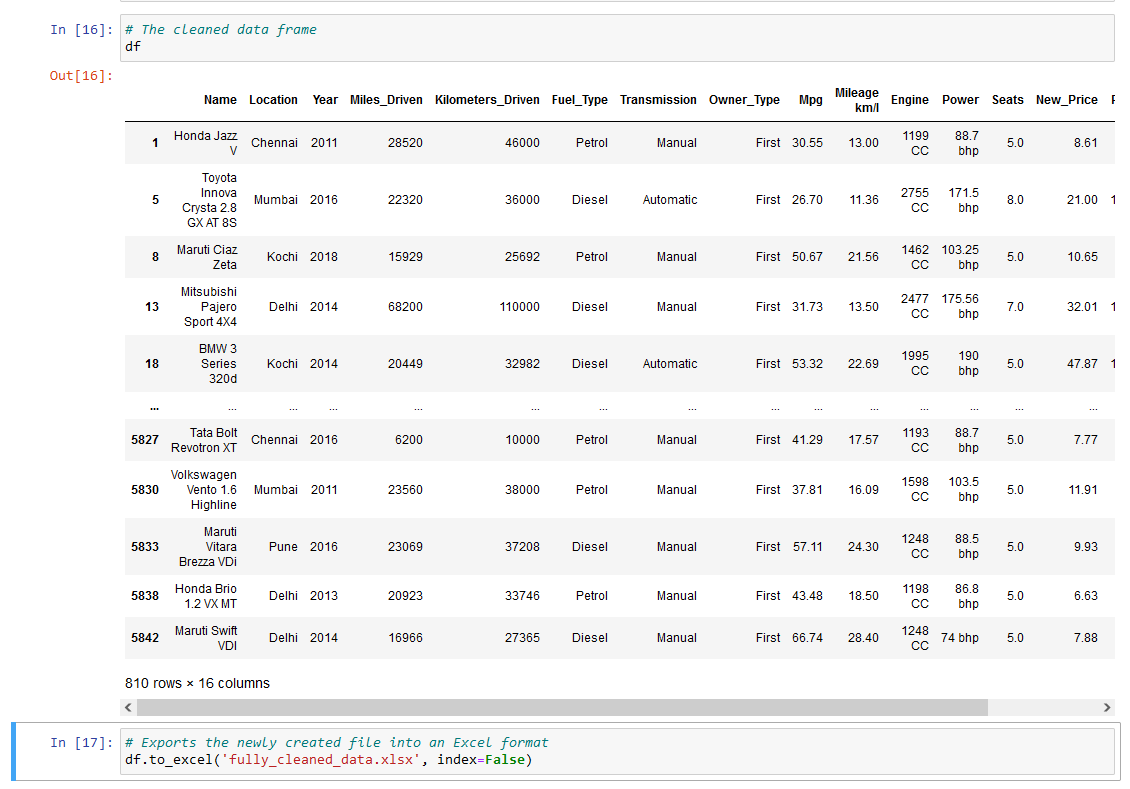 In [16]: # The cleaned data frame
df
Out[16]:
Name Location Year Miles_Driven Kilometers_Driven Fuel_Type Transmission Owner_Type Mpg Mileage km/l Engine Power Seats New_Price
1 Honda Jazz V Chennai 2011 28520 46000 Petrol Manual First 30.55 13.00 1199 CC 88.7 bhp 5.0 8.61
5 Toyota Innova Crysta 2.8 GX AT 8S Mumbai 2016 22320 36000 Diesel Automatic First 26.70 11.36 2755 CC 171.5 bhp 8.0 21.00 1
8 Maruti Ciaz Zeta Kochi 2018 15929 25692 Petrol Manual First 50.67 21.56 1462 CC 103.25 bhp 5.0 10.65
13 Mitsubishi Pajero Sport 4X4 Delhi 2014 68200 110000 Diesel Manual First 31.73 13.50 2477 CC 175.56 bhp 7.0 32.01 1
18 BMW 3 Series 320d Kochi 2014 20449 32982 Diesel Automatic First 53.32 22.69 1995 CC 190 bhp 5.0 47.87 1
... ... ... ... ... ... ... ... ... ... ... ... ... ... ...
5827 Tata Bolt Revotron XT Chennai 2016 6200 10000 Petrol Manual First 41.29 17.57 1193 CC 88.7 bhp 5.0 7.77
5830 Volkswagen Vento 1.6 Highline Mumbai 2011 23560 38000 Petrol Manual First 37.81 16.09 1598 CC 103.5 bhp 5.0 11.91
5833 Maruti Vitara Brezza VDi Pune 2016 23069 37208 Diesel Manual First 57.11 24.30 1248 CC 88.5 bhp 5.0 9.93
5838 Honda Brio 1.2 VX MT Delhi 2013 20923 33746 Petrol Manual First 43.48 18.50 1198 CC 86.8 bhp 5.0 6.63
5842 Maruti Swift VDI Delhi 2014 16966 27365 Diesel Manual First 66.74 28.40 1248 CC 74 bhp 5.0 7.88
810 rows × 16 columns
In [17]: # Exports the newly created file into an Excel format
df.to_excel('fully_cleaned_data.xlsx', index=False)